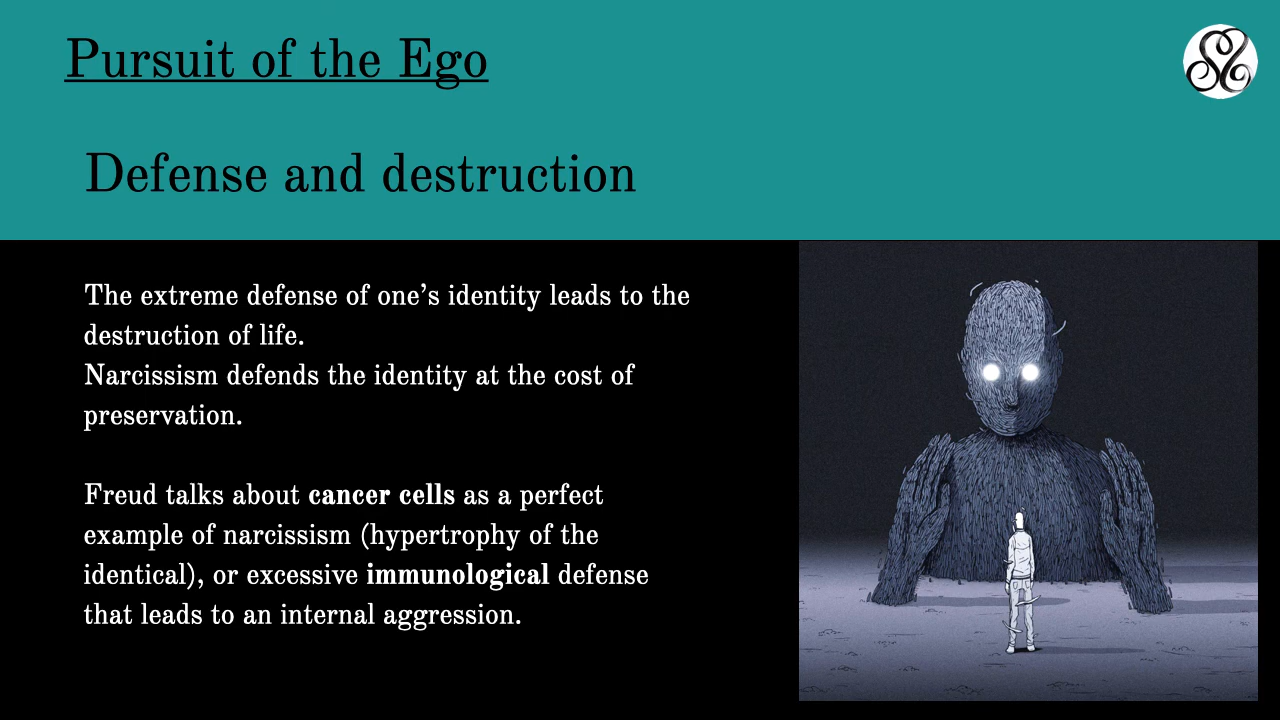 Pursuit of the Ego
Defense and destruction
The extreme defense of one’s identity leads to the
destruction of life.
Narcissism defends the identity at the cost of
preservation.
Freud talks about cancer cells as a perfect
example of narcissism (hypertrophy of the
identical), or excessive immunological defense
that leads to an internal aggression.